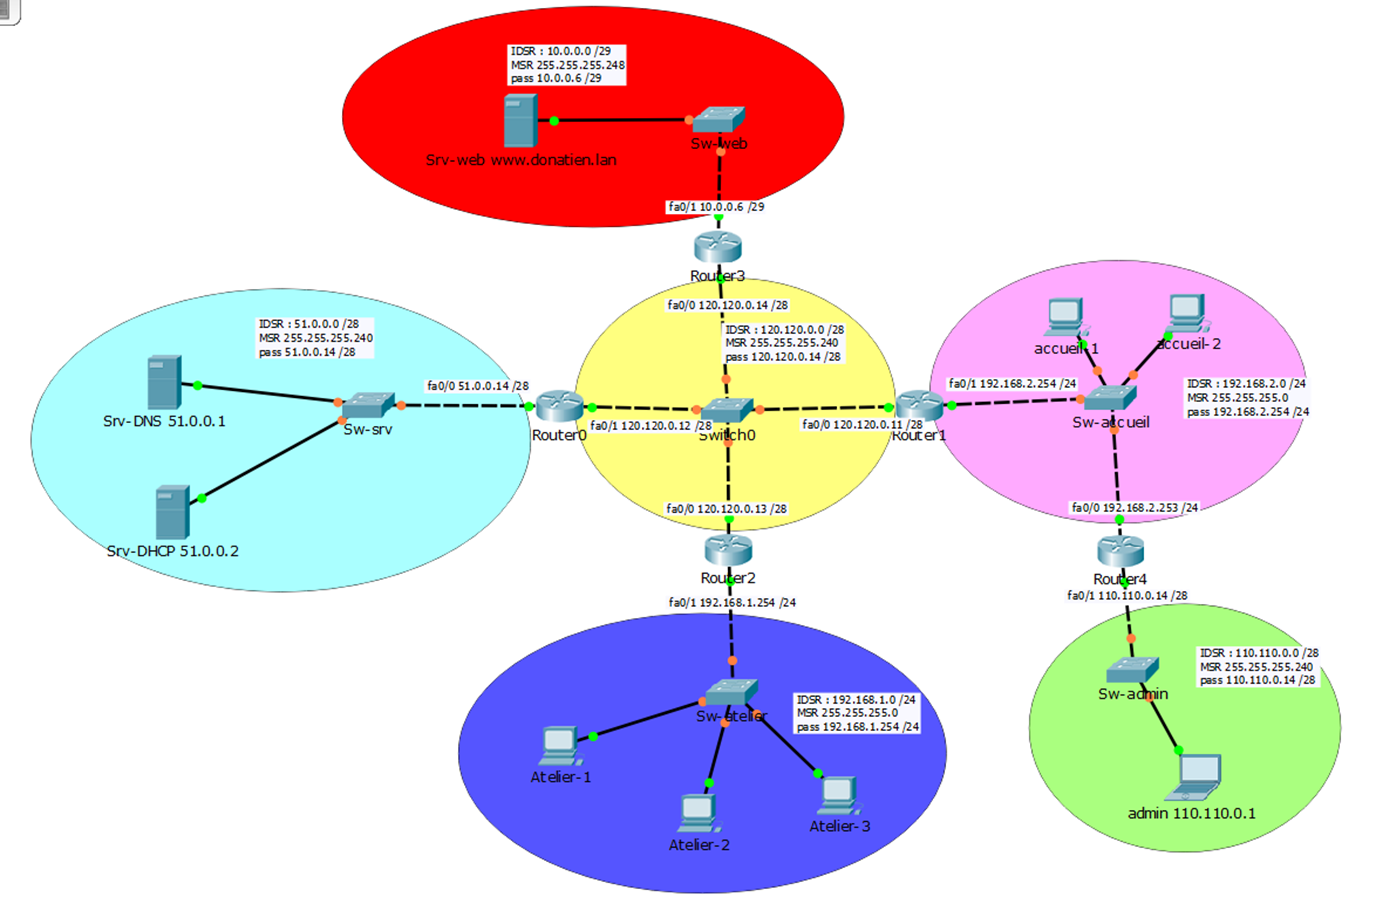 IDSR : 10.0.0.0 /29
MSR 255.255.255.248
pass 10.0.0.6 /29
Srv-web www.donatien.lan
Sw-web
fa0/1 10.0.0.6 /29
Router3
fa0/0 120.120.0.14 /28
IDSR : 120.120.0.0 /28
MSR 255.255.255.240
pass 120.120.0.14 /28
IDSR : 51.0.0.0 /28
MSR 255.255.255.240
pass 51.0.0.14 /28
Srv-DNS 51.0.0.1
Sw-srv
Srv-DHCP 51.0.0.2
fa0/0 51.0.0.14 /28
Router0
fa0/1 120.120.0.12 /28
Switch0
fa0/0 120.120.0.11 /28
Router1
fa0/1 192.168.2.254 /24
accueil-1
accueil-2
Sw-accueil
IDSR : 192.168.2.0 /24
MSR 255.255.255.0
pass 192.168.2.254 /24
fa0/0 192.168.2.253 /24
Router4
fa0/1 110.110.0.14 /28
fa0/0 120.120.0.13 /28
Router2
fa0/1 192.168.1.254 /24
Sw-atelier
IDSR : 192.168.1.0 /24
MSR 255.255.255.0
pass 192.168.1.254 /24
Atelier-1
Atelier-2
Atelier-3
Sw-admin
IDSR : 110.110.0.0 /28
MSR 255.255.255.240
pass 110.110.0.14 /28
admin 110.110.0.1